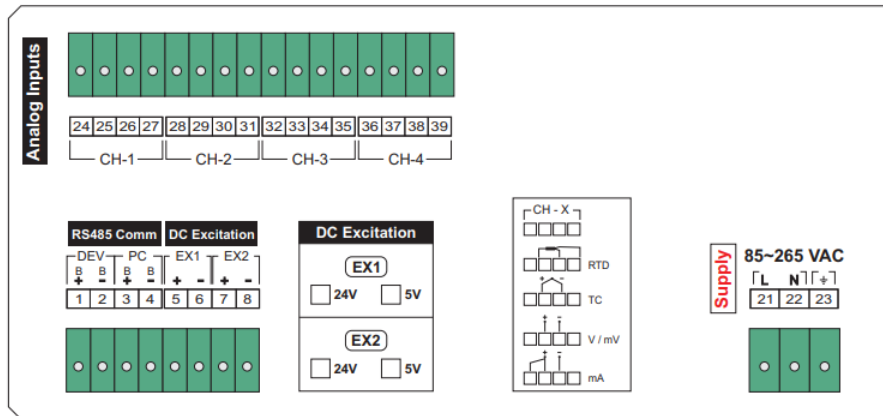 Analog Inputs
24 25 26 27 28 29 30 31 32 33 34 35 36 37 38 39
CH-1 CH-2 CH-3 CH-4
RS485 Comm DC Excitation
DEV PC EX1 EX2
B B B B
+ - + - + - + -
1 2 3 4 5 6 7 8
DC Excitation
EX1
24V 5V
EX2
24V 5V
CH - X
RTD
+ -
TC
+ -
V / mV
+ -
mA
Supply
85~265 VAC
L N ⏚
21 22 23